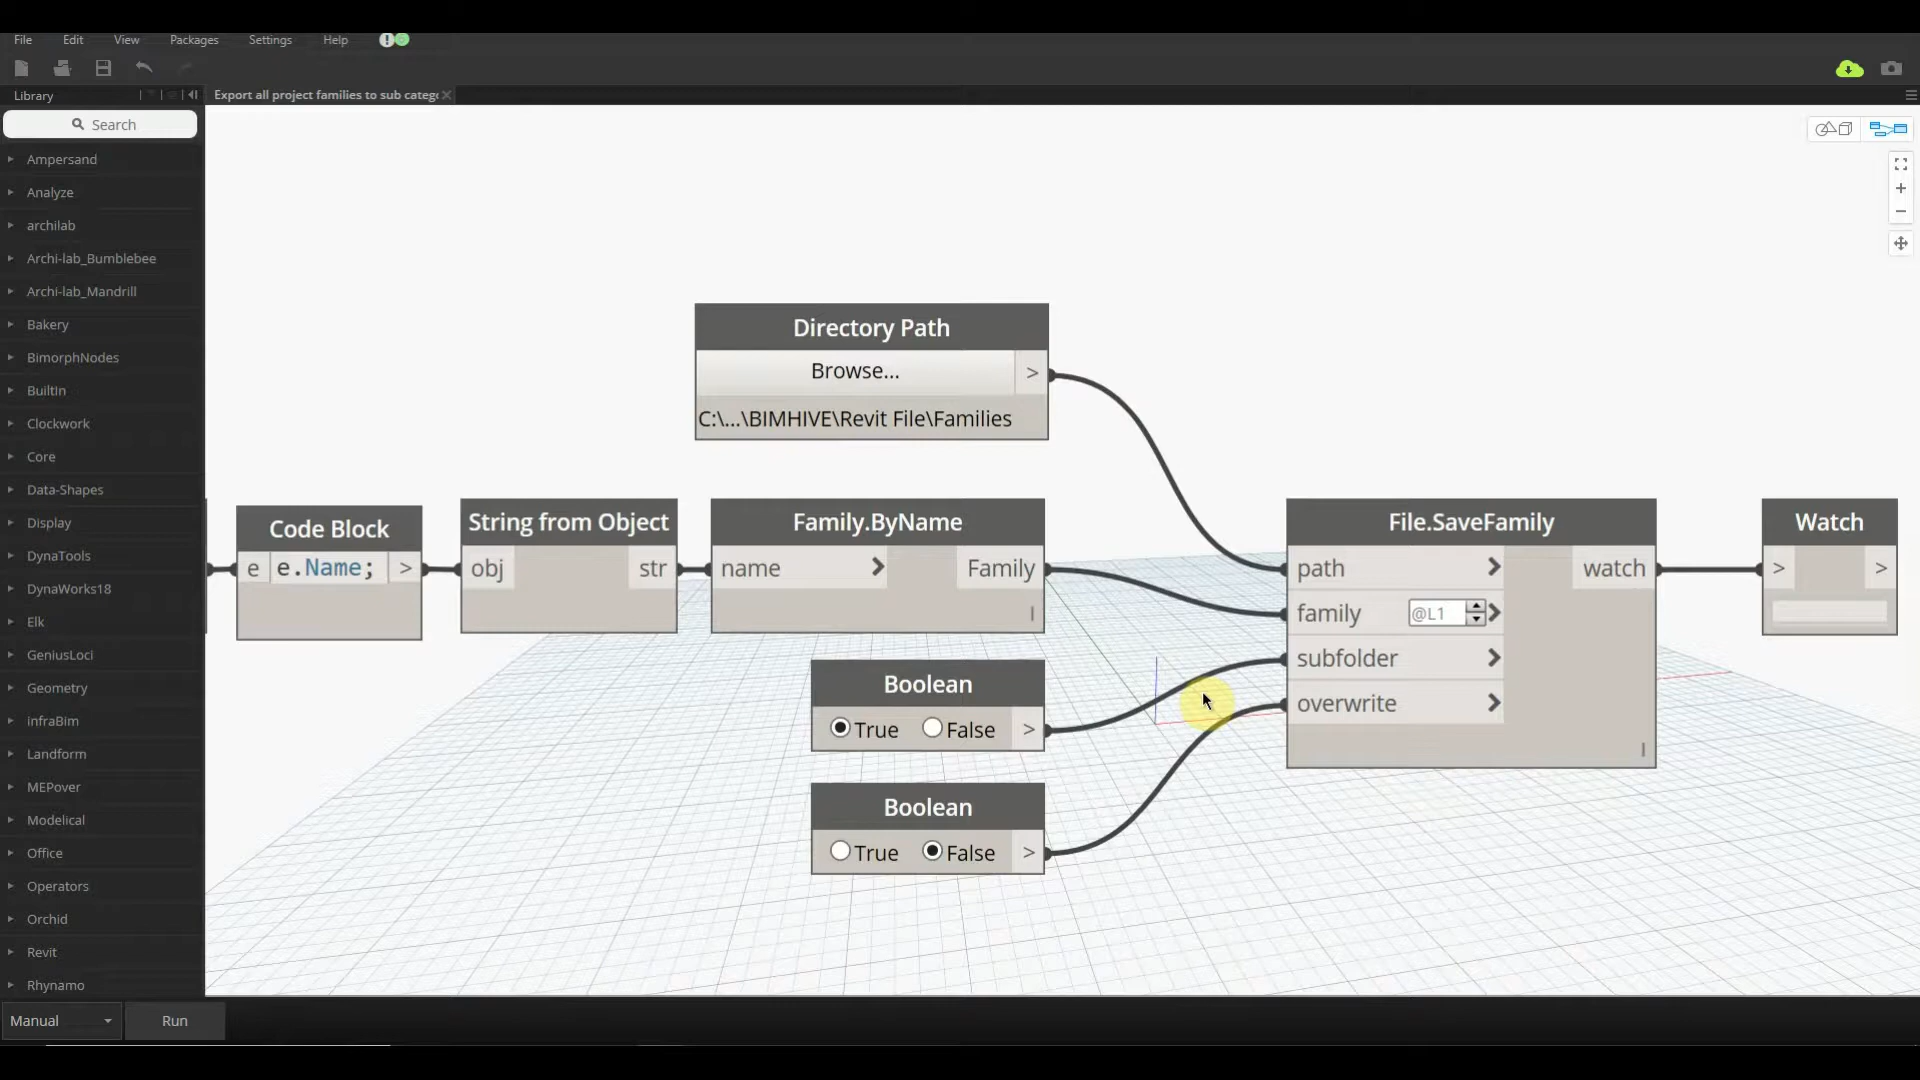 File Edit View Packages Settings Help !
Library
Export all project families to sub catego
Search
Ampersand
Analyze
archilab
Archi-lab_Bumblebee
Archi-lab_Mandrill
Bakery
BimorphNodes
BuiltIn
Clockwork
Core
Data-Shapes
Display
DynaTools
DynaWorks18
Elk
GeniusLoci
Geometry
infraBim
Landform
MEPover
Modelical
Office
Operators
Orchid
Revit
Rhynamo
Manual
Run
Directory Path
Browse... >
C:\...\BIMHIVE\Revit File\Families
Code Block
e e.Name; >
String from Object
obj str
Family.ByName
name Family
Boolean
True False >
Boolean
True False >
File.SaveFamily
path watch
family @L1
subfolder
overwrite
Watch
> >